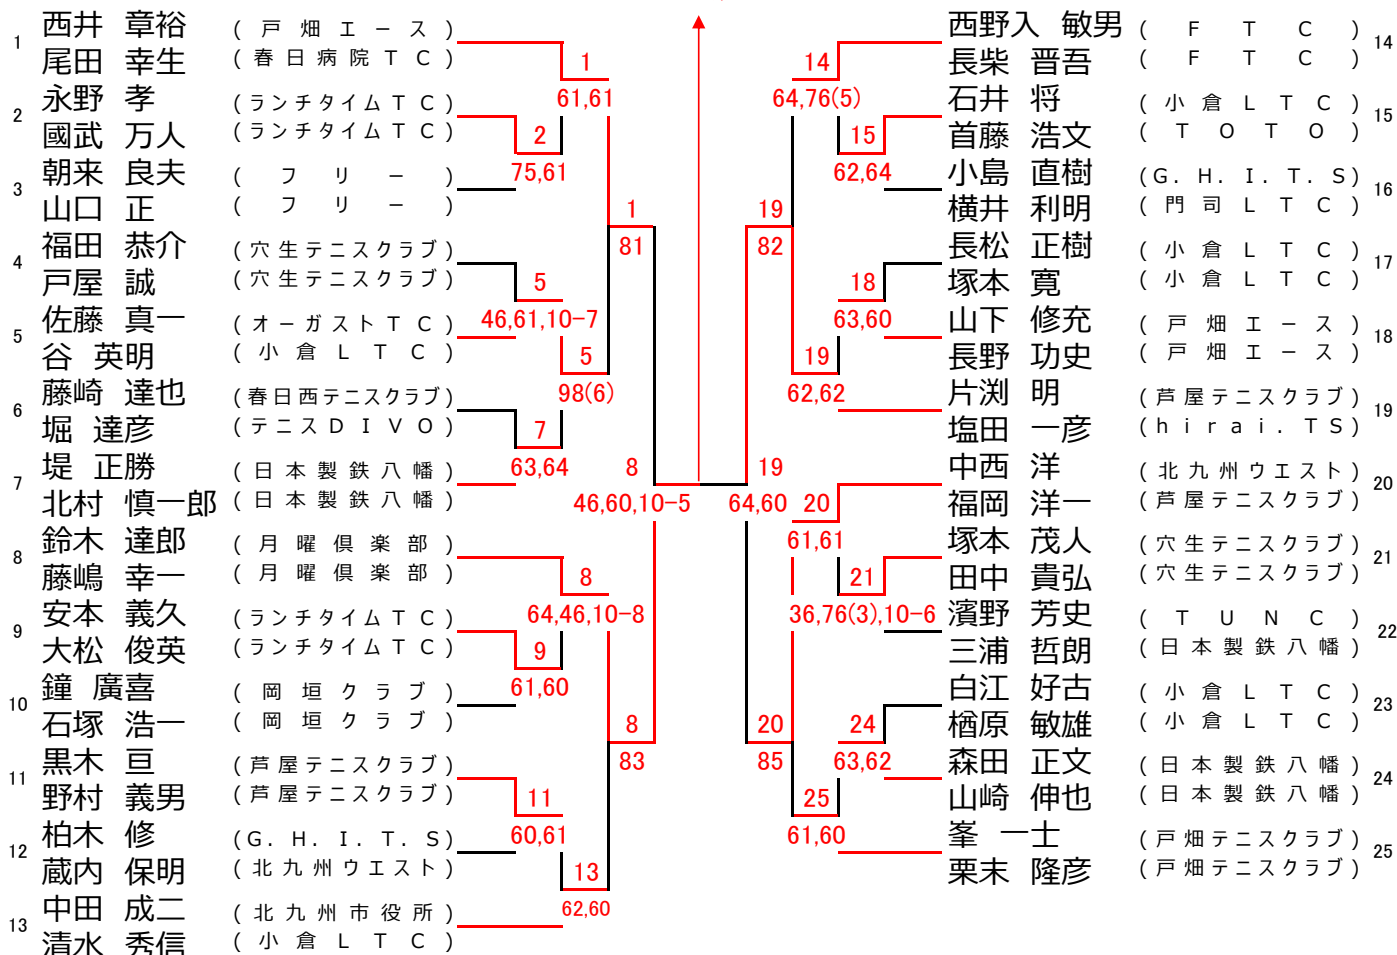 1 西井 章裕 (戸畑エース)
尾田 幸生 (春日病院TC)
2 永野 孝 (ランチタイムTC)
國武 万人 (ランチタイムTC)
3 朝来 良夫 (フリー)
山口 正 (フリー)
4 福田 恭介 (穴生テニスクラブ)
戸屋 誠 (穴生テニスクラブ)
5 佐藤 真一 (オーガストTC)
谷 英明 (小倉LTC)
6 藤崎 達也 (春日西テニスクラブ)
堀 達彦 (テニスDIVO)
7 堤 正勝 (日本製鉄八幡)
北村 慎一郎 (日本製鉄八幡)
8 鈴木 達郎 (月曜倶楽部)
藤嶋 幸一 (月曜倶楽部)
9 安本 義久 (ランチタイムTC)
大松 俊英 (ランチタイムTC)
10 鐘 廣喜 (岡垣クラブ)
石塚 浩一 (岡垣クラブ)
11 黒木 亘 (芦屋テニスクラブ)
野村 義男 (芦屋テニスクラブ)
12 柏木 修 (G.H.I.T.S)
蔵内 保明 (北九州ウエスト)
13 中田 成二 (北九州市役所)
清水 秀信 (小倉LTC)
1
61,61
2
75,61
1
81
5
46,61,10-7
5
98(6)
7
63,64
8
46,60,10-5
8
64,46,10-8
9
61,60
8
83
11
60,61
13
62,60
14
64,76(5)
15
62,64
19
82
18
63,60
19
62,62
19
64,60
20
61,61
21
36,76(3),10-6
20
85
24
63,62
25
61,60
西野入 敏男 (FTC) 14
長柴 晋吾 (FTC)
石井 将 (小倉LTC) 15
首藤 浩文 (TOTO)
小島 直樹 (G.H.I.T.S) 16
横井 利明 (門司LTC)
長松 正樹 (小倉LTC) 17
塚本 寛 (小倉LTC)
山下 修充 (戸畑エース) 18
長野 功史 (戸畑エース)
片渕 明 (芦屋テニスクラブ) 19
塩田 一彦 (hirai.TS)
中西 洋 (北九州ウエスト) 20
福岡 洋一 (芦屋テニスクラブ)
塚本 茂人 (穴生テニスクラブ) 21
田中 貴弘 (穴生テニスクラブ)
濱野 芳史 (TUNC) 22
三浦 哲朗 (日本製鉄八幡)
白江 好古 (小倉LTC) 23
楢原 敏雄 (小倉LTC)
森田 正文 (日本製鉄八幡) 24
山崎 伸也 (日本製鉄八幡)
峯 一士 (戸畑テニスクラブ) 25
栗末 隆彦 (戸畑テニスクラブ)